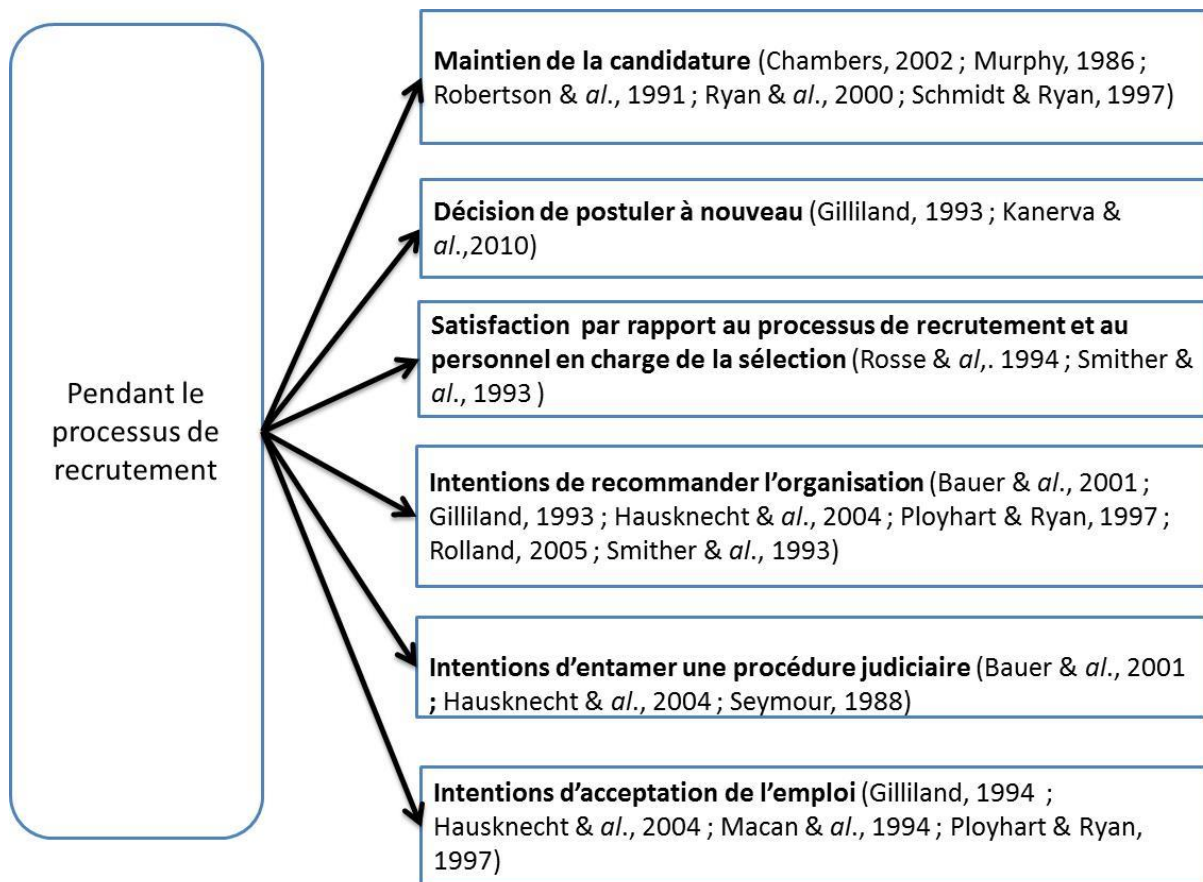 Pendant le
processus de
recrutement
Maintien de la candidature (Chambers, 2002 ; Murphy, 1986 ;
Robertson & al., 1991 ; Ryan & al., 2000 ; Schmidt & Ryan, 1997)
Décision de postuler à nouveau (Gilliland, 1993 ; Kanerva &
al.,2010)
Satisfaction par rapport au processus de recrutement et au
personnel en charge de la sélection (Rosse & al,. 1994 ; Smither &
al., 1993 )
Intentions de recommander l’organisation (Bauer & al., 2001 ;
Gilliland, 1993 ; Hausknecht & al., 2004 ; Ployhart & Ryan, 1997 ;
Rolland, 2005 ; Smither & al., 1993)
Intentions d’entamer une procédure judiciaire (Bauer & al., 2001
; Hausknecht & al., 2004 ; Seymour, 1988)
Intentions d’acceptation de l’emploi (Gilliland, 1994 ;
Hausknecht & al., 2004 ; Macan & al., 1994 ; Ployhart & Ryan,
1997)